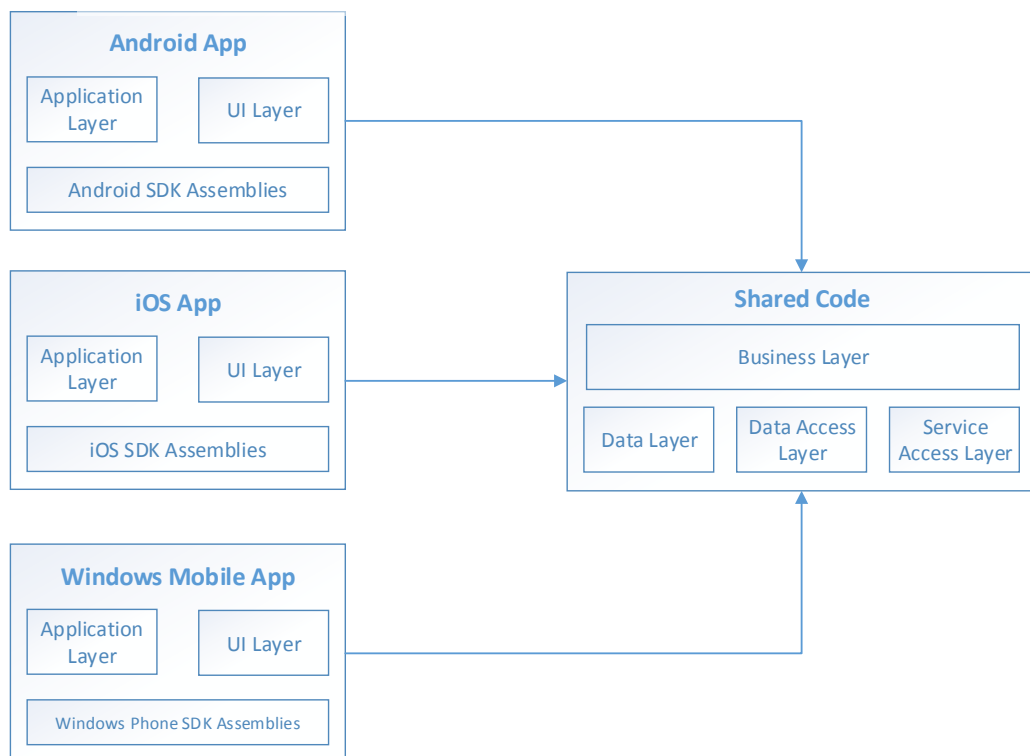 Android App
Application
Layer
UI Layer
Android SDK Assemblies
iOS App
Application
Layer
UI Layer
iOS SDK Assemblies
Shared Code
Business Layer
Data Layer
Data Access
Layer
Service
Access Layer
Windows Mobile App
Application
Layer
UI Layer
Windows Phone SDK Assemblies